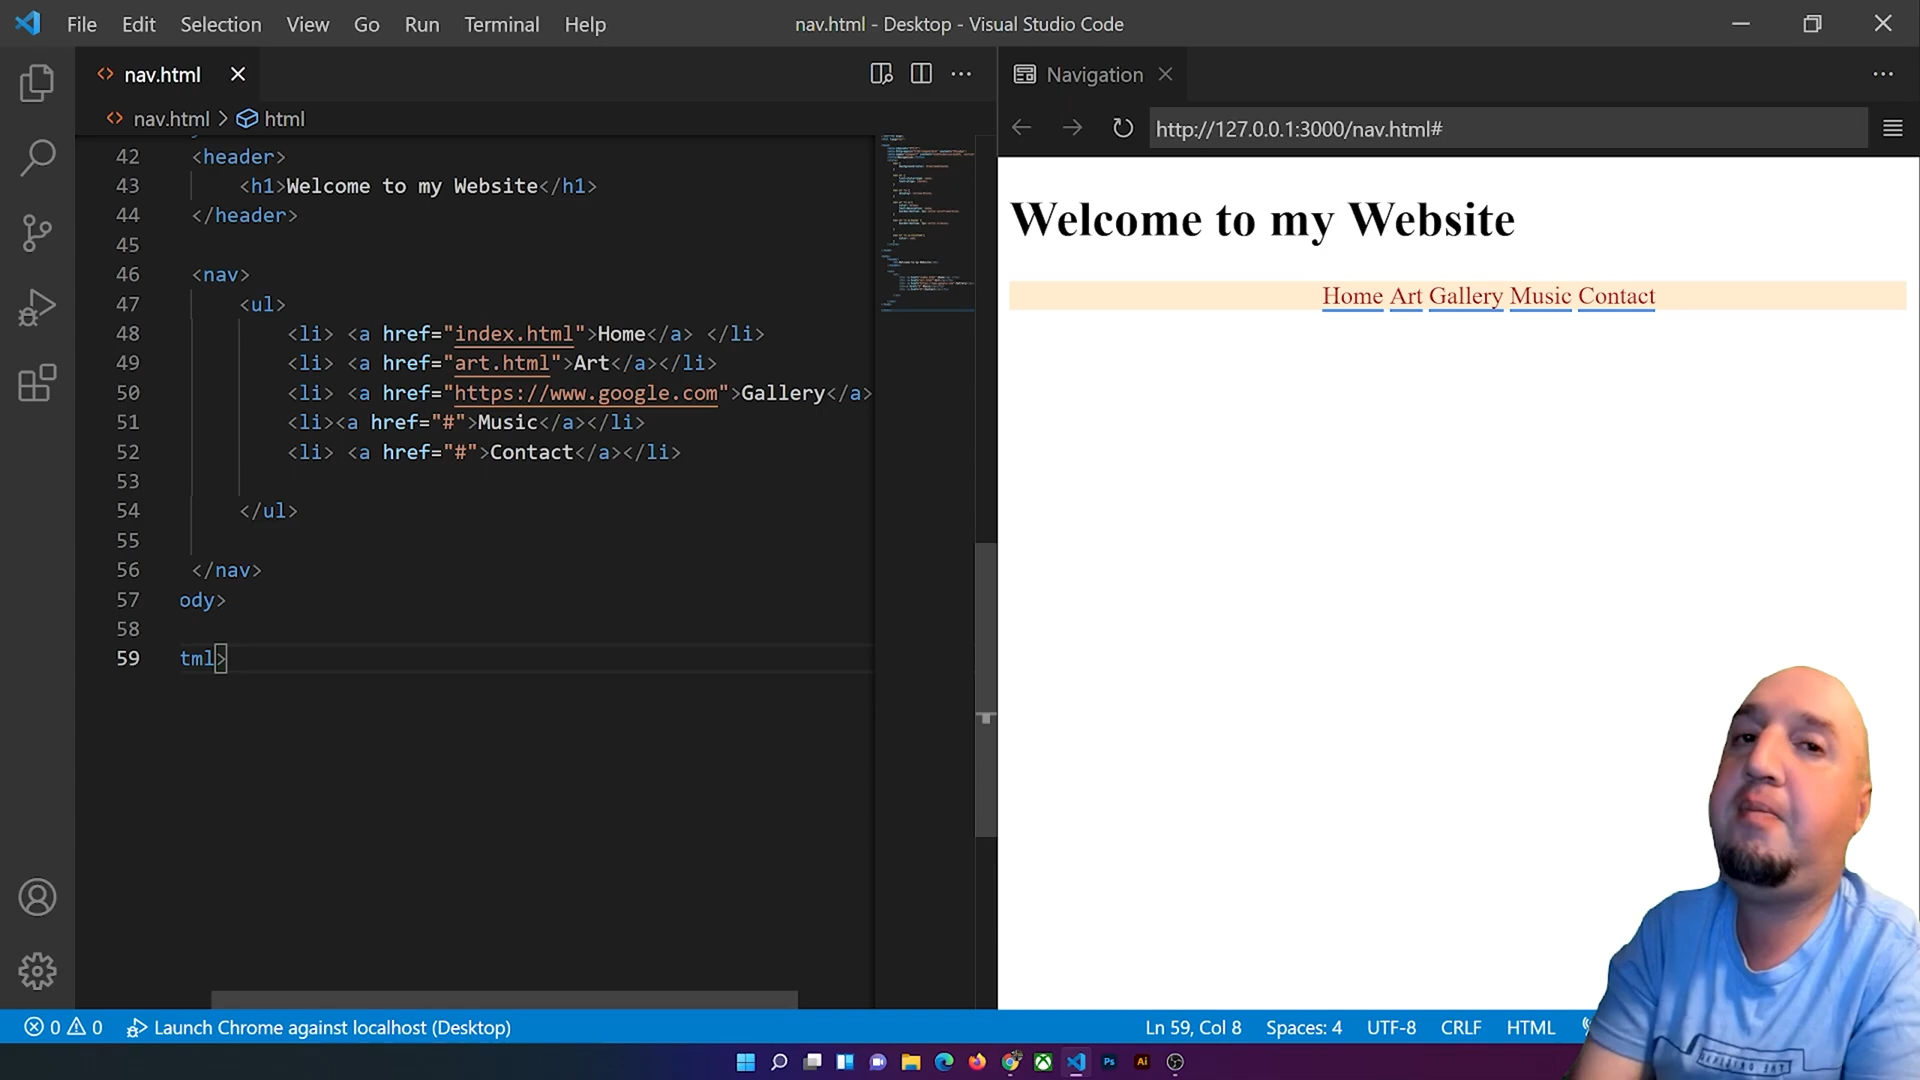 File Edit Selection View Go Run Terminal Help
nav.html - Desktop - Visual Studio Code
nav.html
nav.html > html
42 <header>
43 <h1>Welcome to my Website</h1>
44 </header>
45
46 <nav>
47 <ul>
48 <li> <a href="index.html">Home</a> </li>
49 <li> <a href="art.html">Art</a></li>
50 <li> <a href="https://www.google.com">Gallery</a>
51 <li><a href="#">Music</a></li>
52 <li> <a href="#">Contact</a></li>
53
54 </ul>
55
56 </nav>
57 ody>
58
59 tml>
Navigation
http://127.0.0.1:3000/nav.html#
Welcome to my Website
Home Art Gallery Music Contact
0 0 Launch Chrome against localhost (Desktop)
Ln 59, Col 8 Spaces: 4 UTF-8 CRLF HTML
Ps Ai